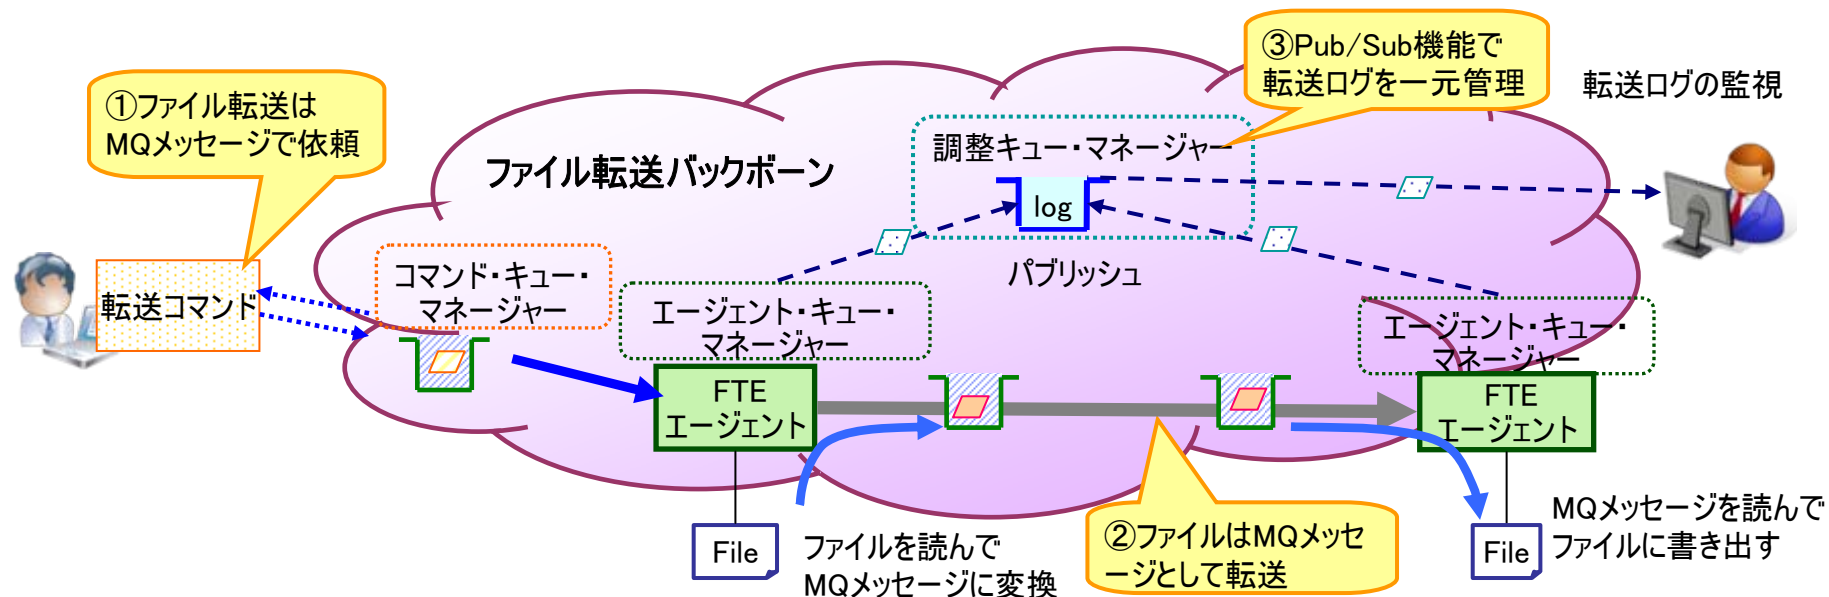 ①ファイル転送は
MQメッセージで依頼
③Pub/Sub機能で
転送ログを一元管理
転送ログの監視
ファイル転送バックボーン
調整キュー・マネージャー
log
転送コマンド
コマンド・キュー・
マネージャー
パブリッシュ
エージェント・キュー・
マネージャー
エージェント・キュー・
マネージャー
FTE
エージェント
FTE
エージェント
File
ファイルを読んで
MQメッセージに変換
②ファイルはMQメッセ
ージとして転送
File
MQメッセージを読んで
ファイルに書き出す